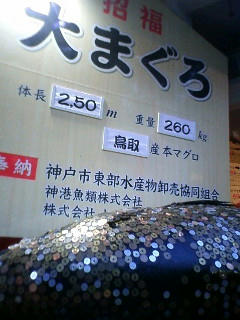 招福
大まぐろ
体長 2.50 m 重量 260 kg
鳥取 産本マグロ
奉納 神戸市東部水産物卸売協同組合
神港魚類株式会社
株式会社